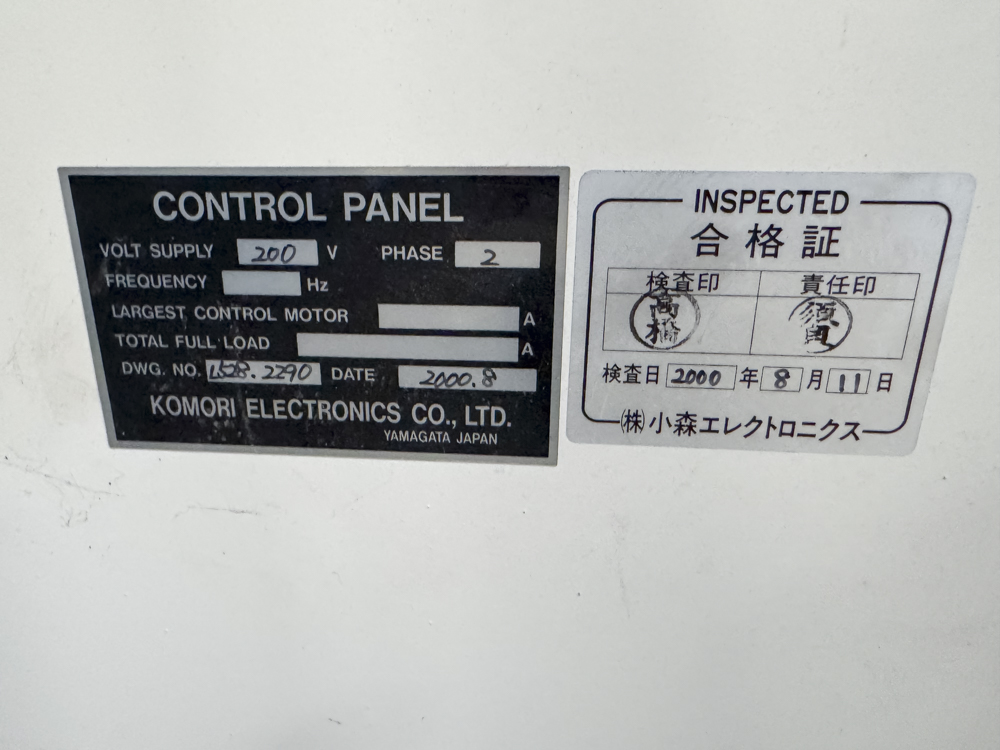 CONTROL PANEL
VOLT SUPPLY 200 V PHASE 2
FREQUENCY Hz
LARGEST CONTROL MOTOR A
TOTAL FULL LOAD A
DWG. NO. L528.2290 DATE 2000.8
KOMORI ELECTRONICS CO., LTD.
YAMAGATA JAPAN
INSPECTED
合格証
検査印 責任印
高橋
検査日 2000 年 8 月 11 日
(株)小森エレクトロニクス